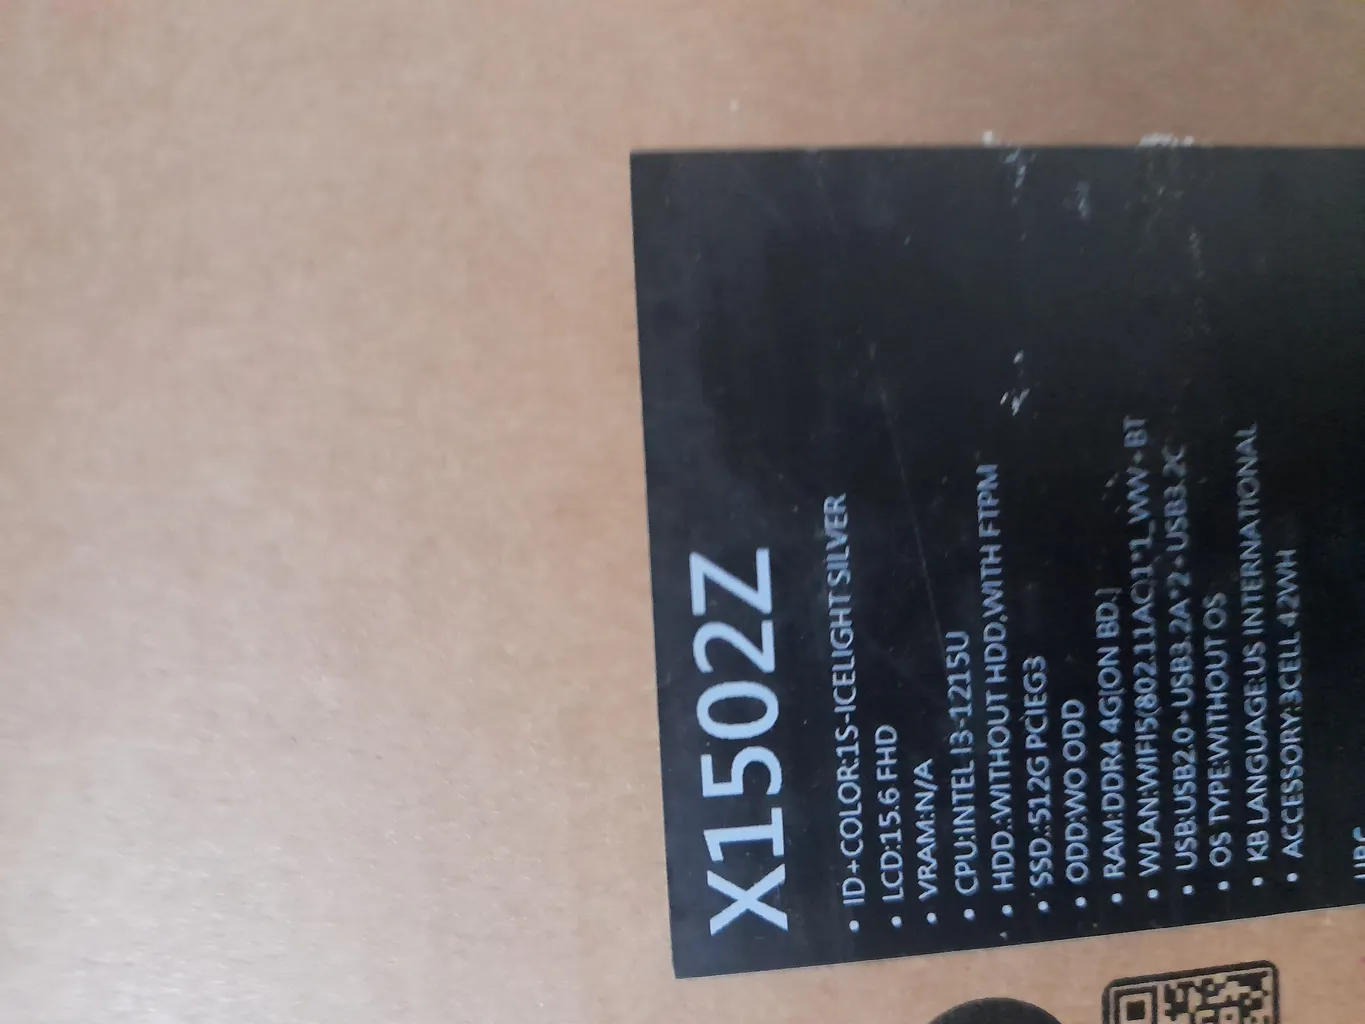 X1502Z
• ID+COLOR:1S-ICELIGHT SILVER
• LCD:15.6 FHD
• VRAM:N/A
• CPU:INTEL I3-1215U
• HDD.:WITHOUT HDD,WITH FTPM
• SSD.:512G PCIEG3
• ODD:WO ODD
• RAM:DDR4 4G[ON BD.]
• WLAN:WIFI5(802.11AC)1*1_WW+BT
• USB:USB2.0+USB3.2A*2+USB3.2C
• OS TYPE:WITHOUT OS
• KB LANGUAGE:US INTERNATIONAL
• ACCESSORY:3CELL 42WH